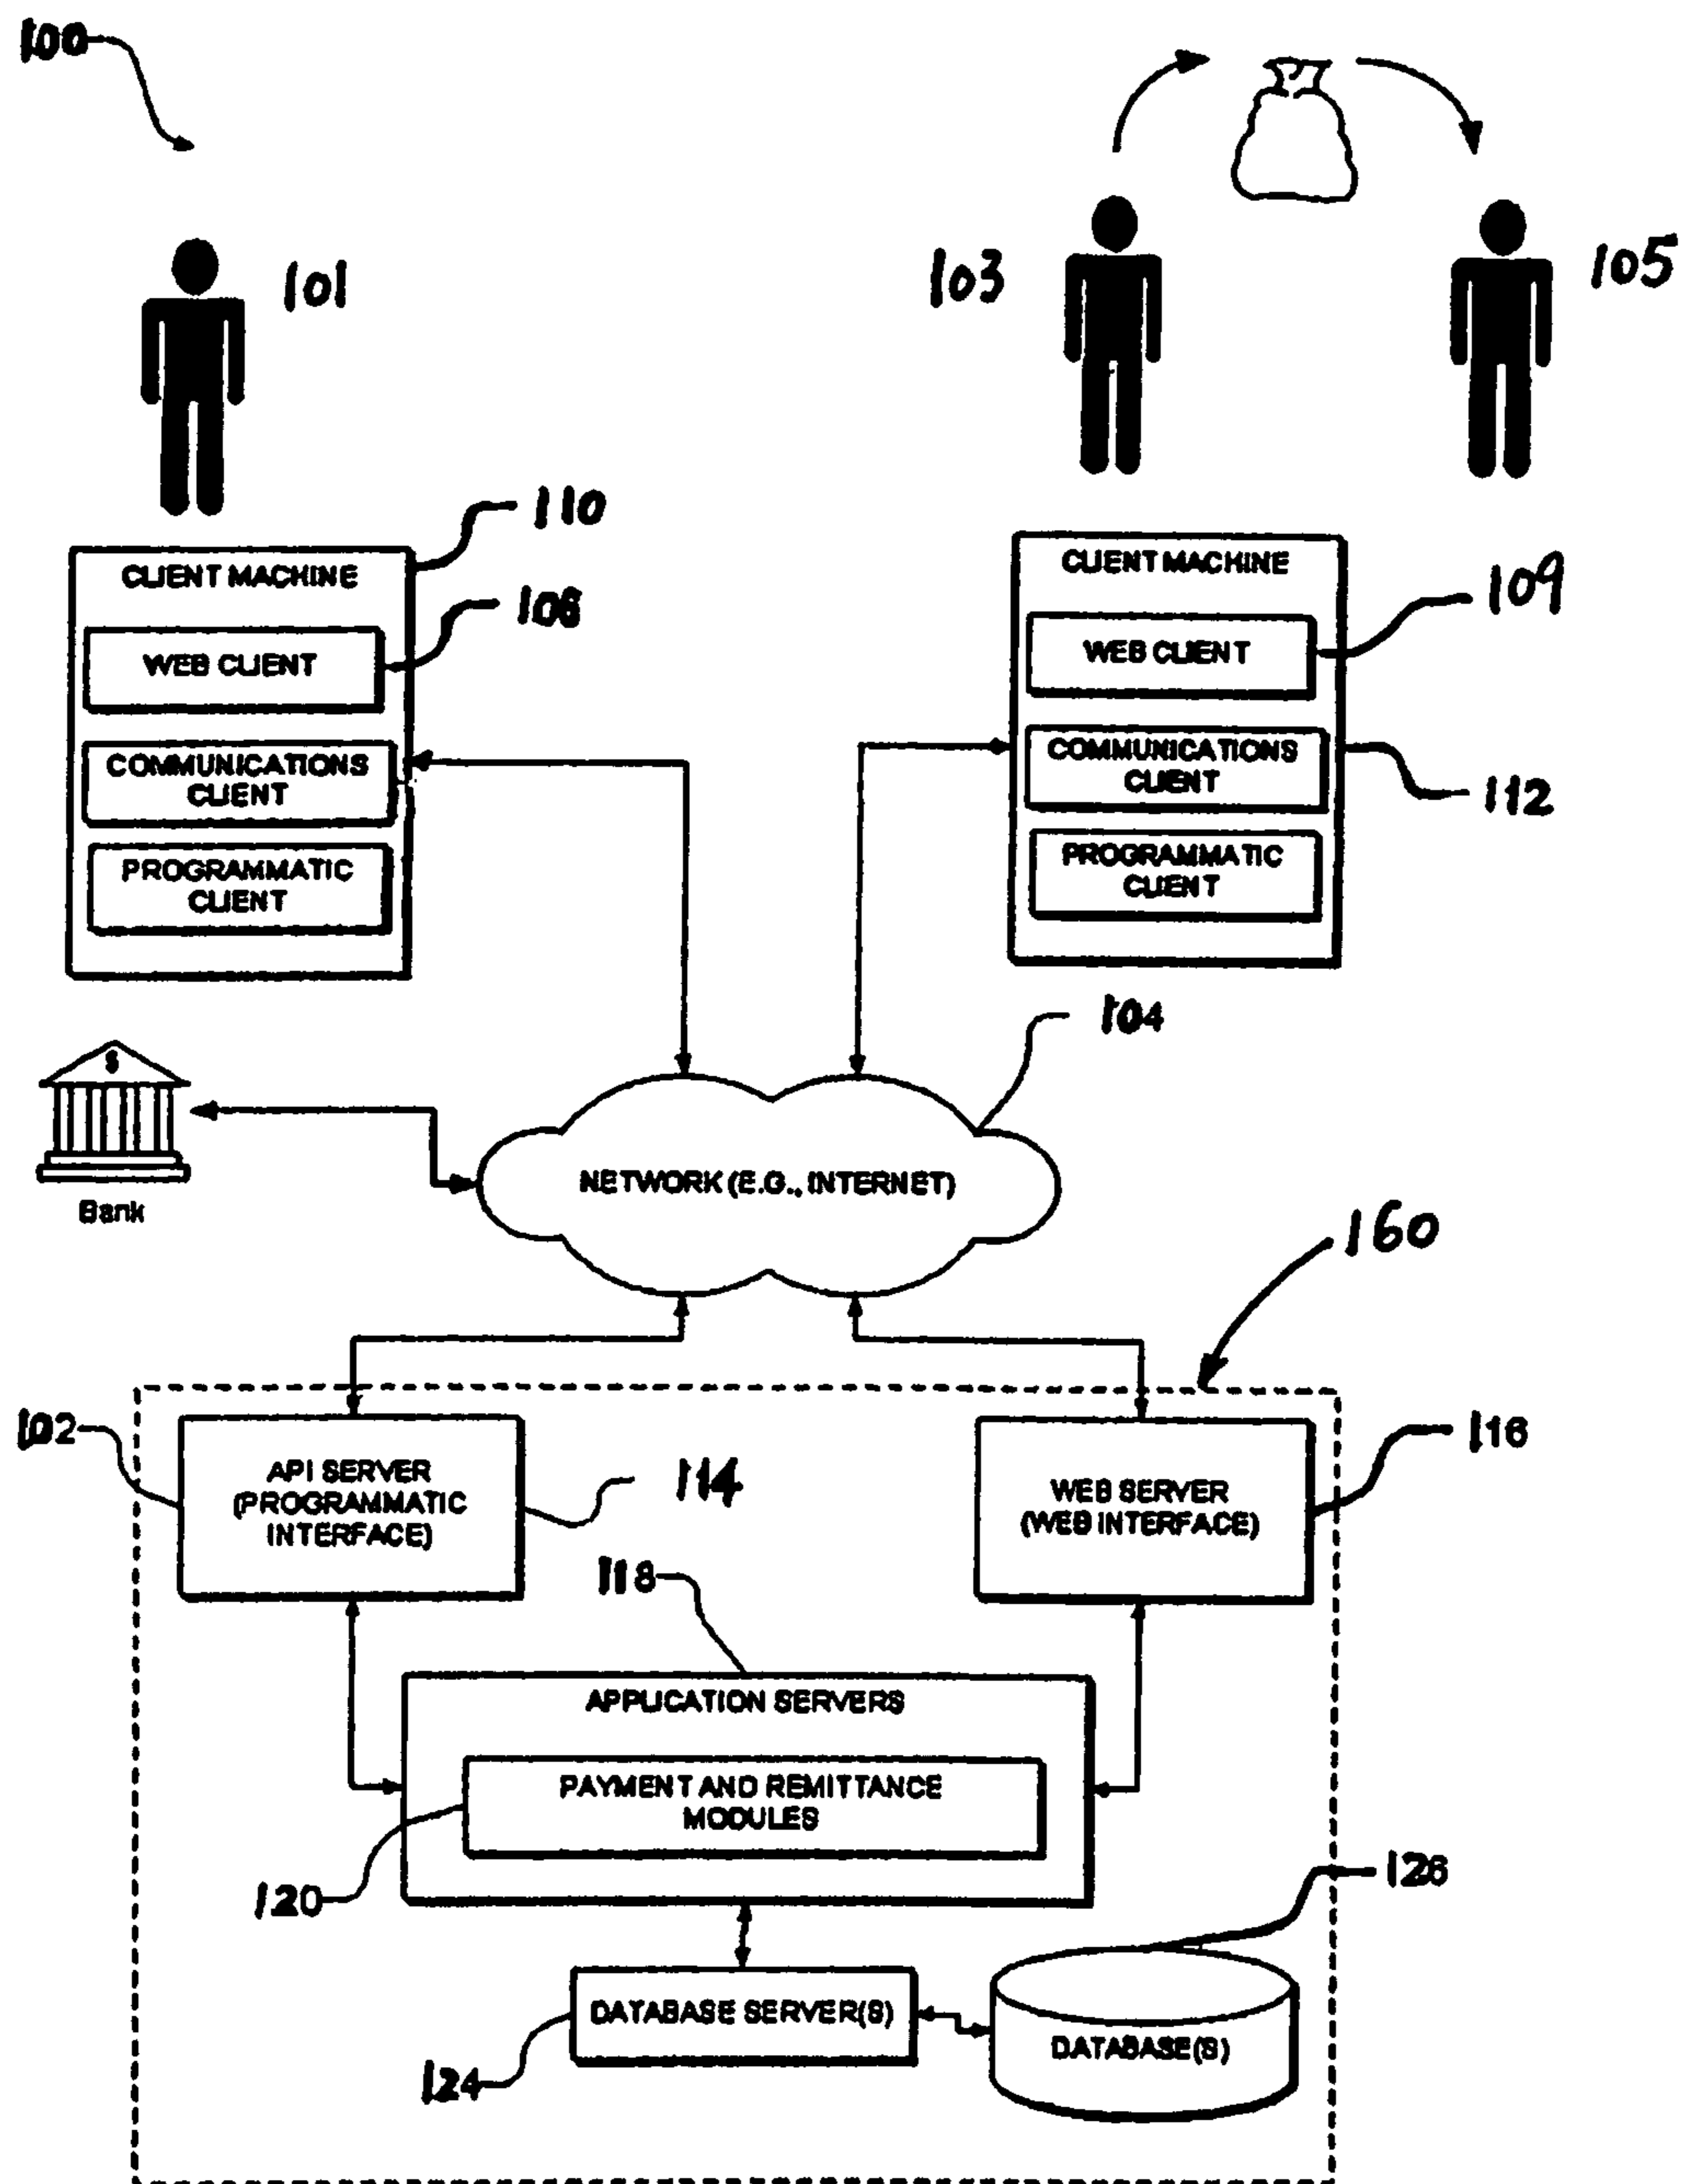 100
101
103
105
110
CLIENT MACHINE
CLIENT MACHINE
109
WEB CLIENT
WEB CLIENT
COMMUNICATIONS
CLIENT
COMMUNICATIONS
CLIENT
112
PROGRAMMATIC
CLIENT
PROGRAMMATIC
CLIENT
104
$
NETWORK (E.G., INTERNET)
Bank
160
102
116
API SERVER
(PROGRAMMATIC
INTERFACE)
114
WEB SERVER
(WEB INTERFACE)
118
APPLICATION SERVERS
PAYMENT AND REMITTANCE
MODULES
120
126
DATABASE SERVER(S)
DATABASE(S)
124